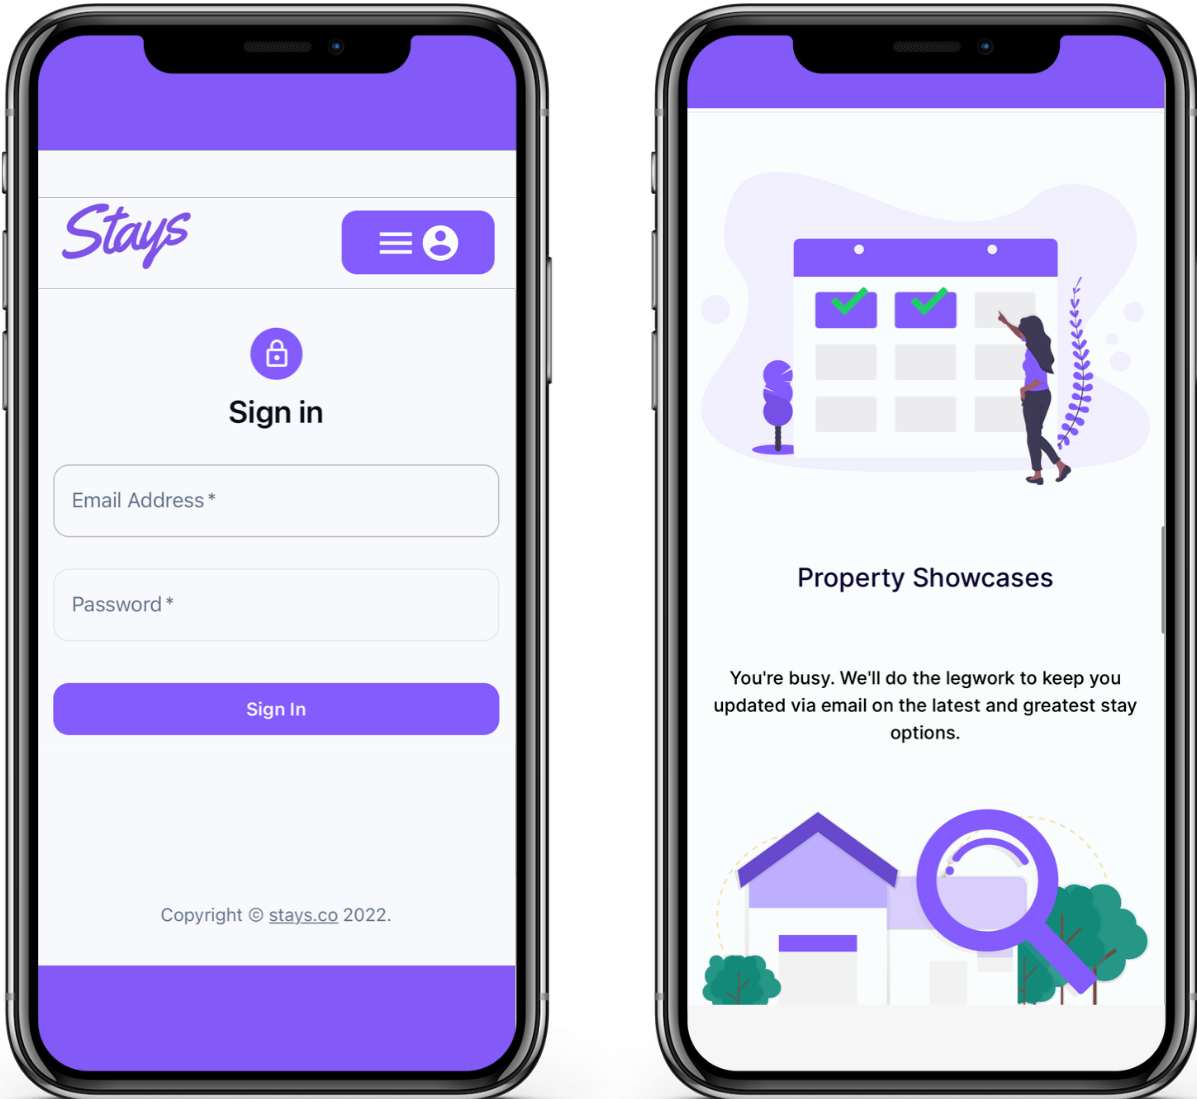 Stays
Sign in
Email Address *
Password *
Sign In
Copyright © stays.co 2022.
Property Showcases
You're busy. We'll do the legwork to keep you
updated via email on the latest and greatest stay
options.